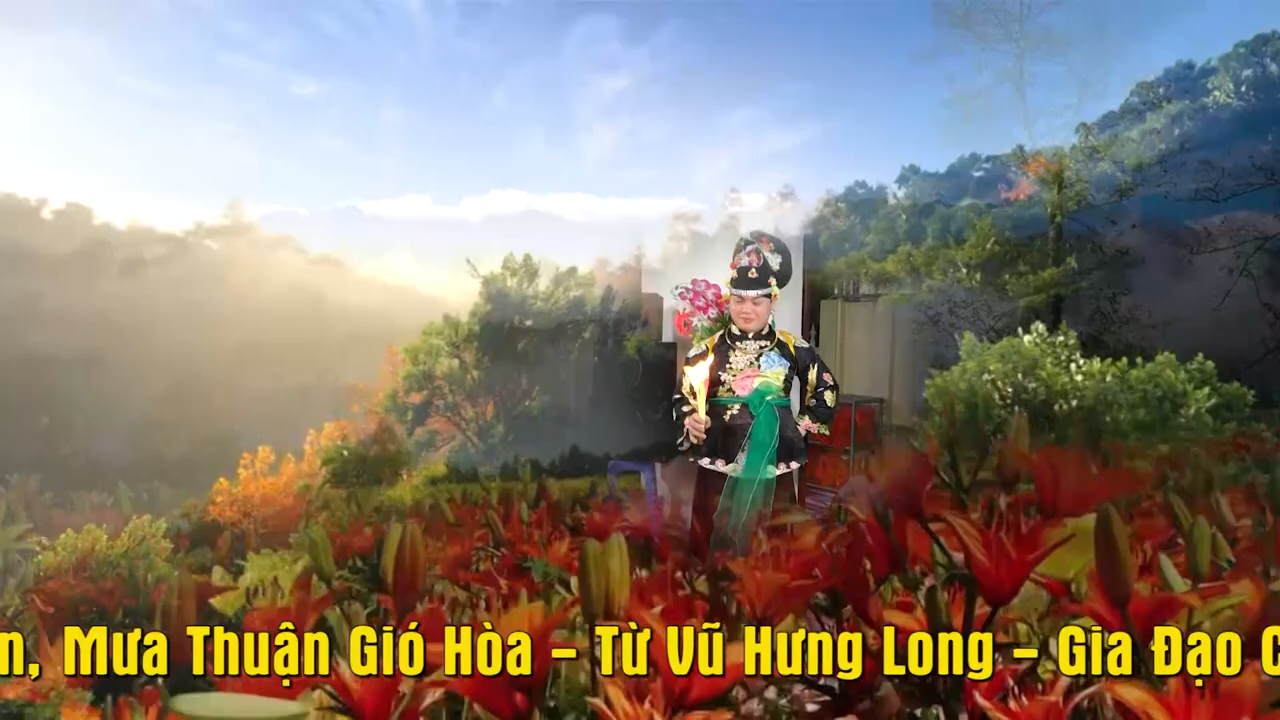 n, Mưa Thuận Gió Hòa – Từ Vũ Hưng Long – Gia Đạo C